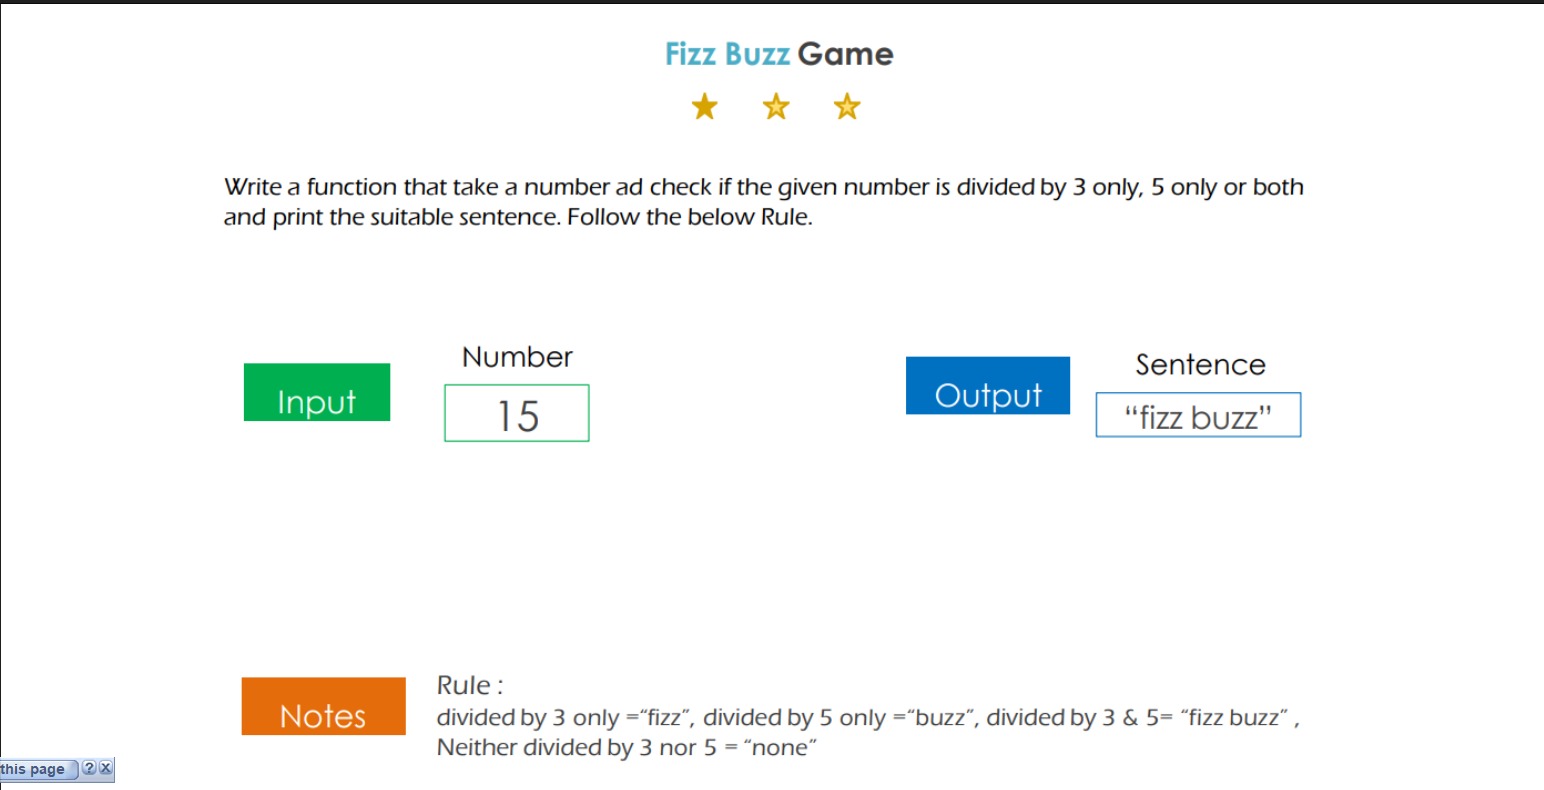 Fizz Buzz Game
Write a function that take a number ad check if the given number is divided by 3 only, 5 only or both
and print the suitable sentence. Follow the below Rule.
Input
Number
15
Output
Sentence
“fizz buzz”
Notes
Rule :
divided by 3 only =“fizz”, divided by 5 only =“buzz”, divided by 3 & 5= “fizz buzz” ,
Neither divided by 3 nor 5 = “none”
this page ? X